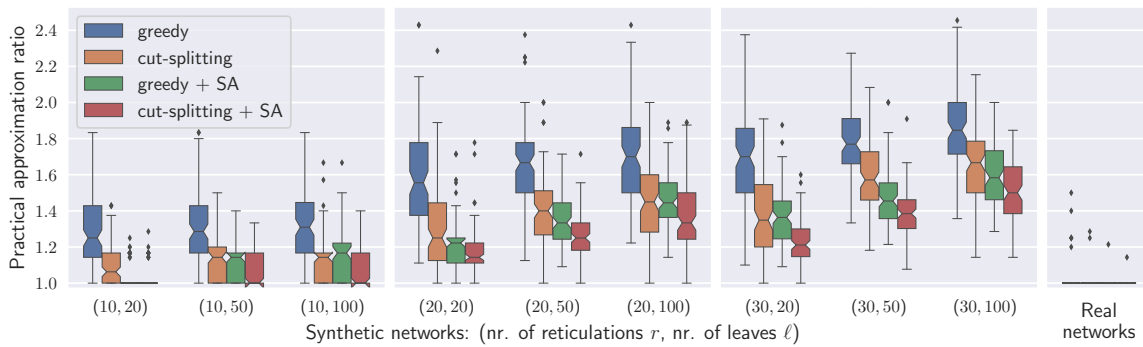 Practical approximation ratio
2.4
2.2
2.0
1.8
1.6
1.4
1.2
1.0
greedy
cut-splitting
greedy + SA
cut-splitting + SA
(10, 20) (10, 50) (10, 100) (20, 20) (20, 50) (20, 100) (30, 20) (30, 50) (30, 100) Real
networks
Synthetic networks: (nr. of reticulations r, nr. of leaves ℓ)